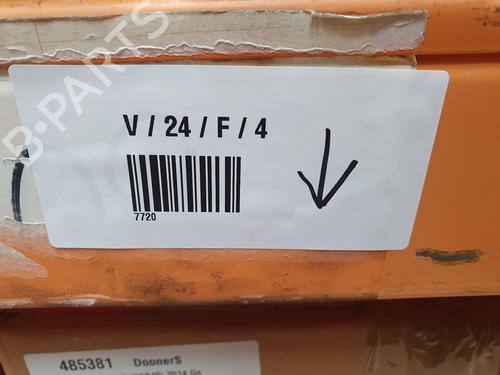 B-PARTS
V / 24 / F / 4
7720
485381 DoonerS